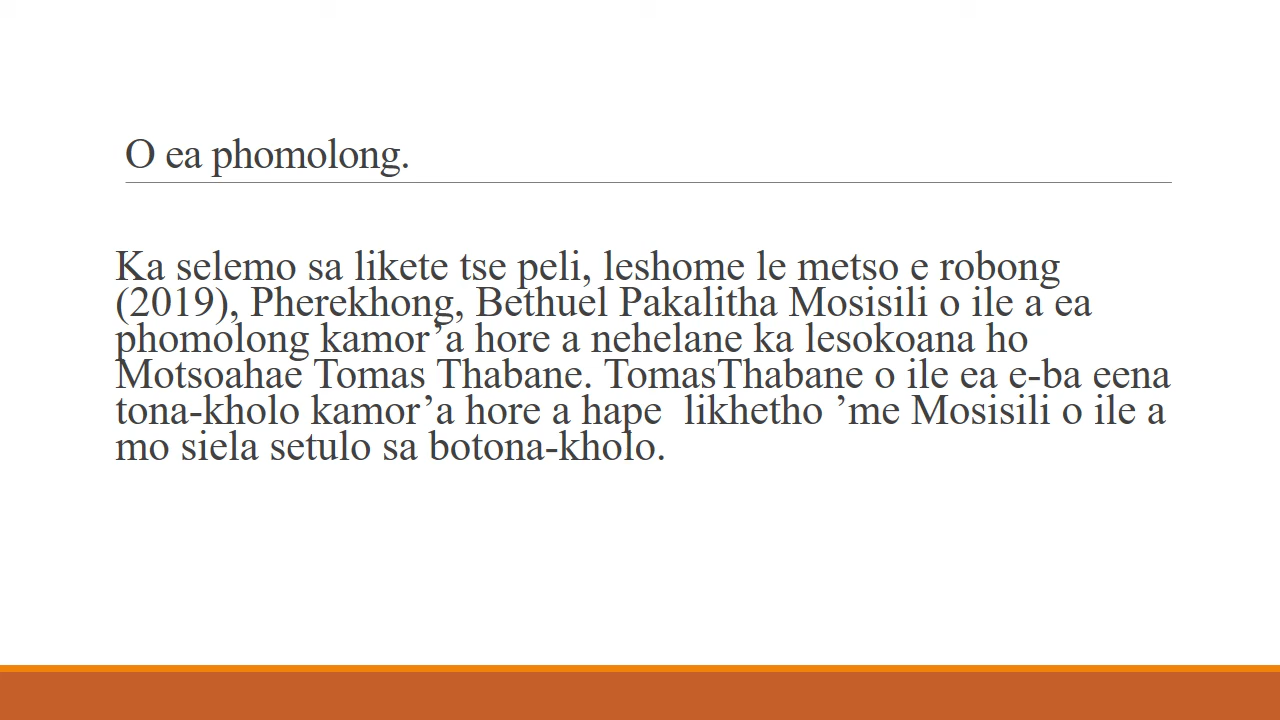 O ea phomolong.
Ka selemo sa likete tse peli, leshome le metso e robong
(2019), Pherekhong, Bethuel Pakalitha Mosisili o ile a ea
phomolong kamor’a hore a nehelane ka lesokoana ho
Motsoahae Tomas Thabane. TomasThabane o ile ea e-ba eena
tona-kholo kamor’a hore a hape  likhetho ’me Mosisili o ile a
mo siela setulo sa botona-kholo.